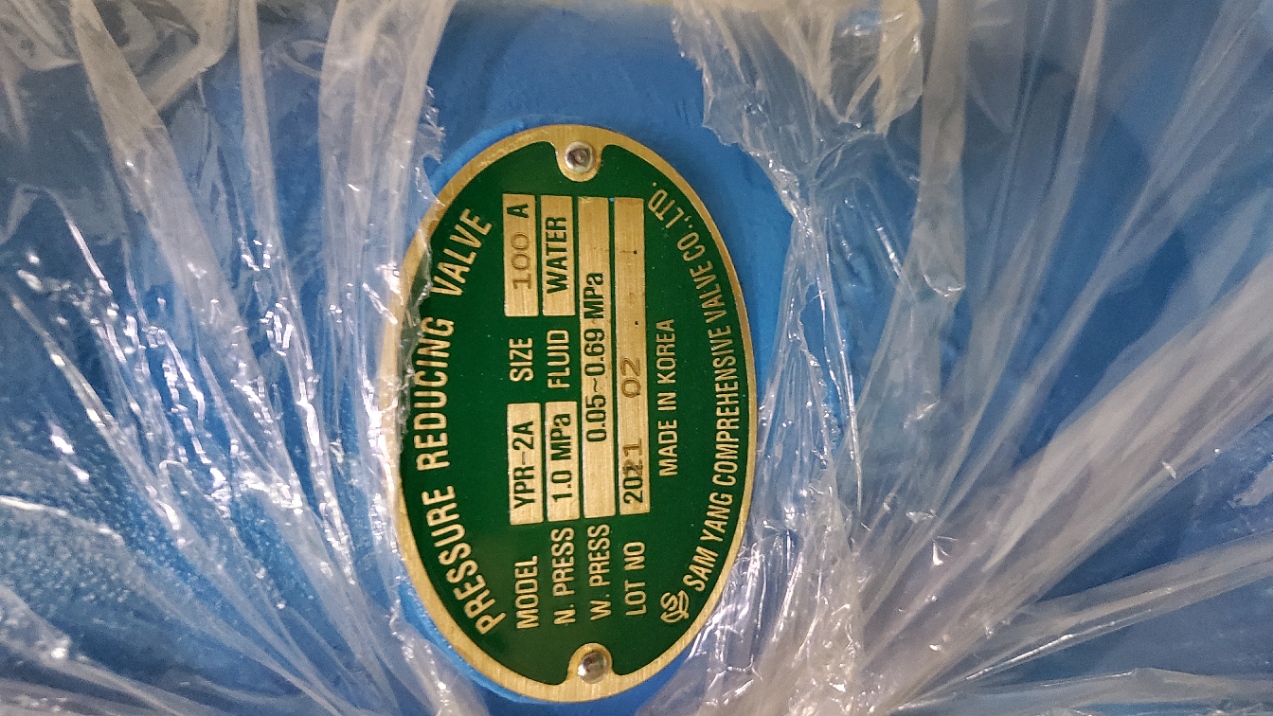 PRESSURE REDUCING VALVE
MODEL YPR-2A SIZE 100 A
N. PRESS 1.0 MPa FLUID WATER
W. PRESS 0.05~0.69 MPa
LOT NO 2021 02
MADE IN KOREA
SAM YANG COMPREHENSIVE VALVE CO., LTD.